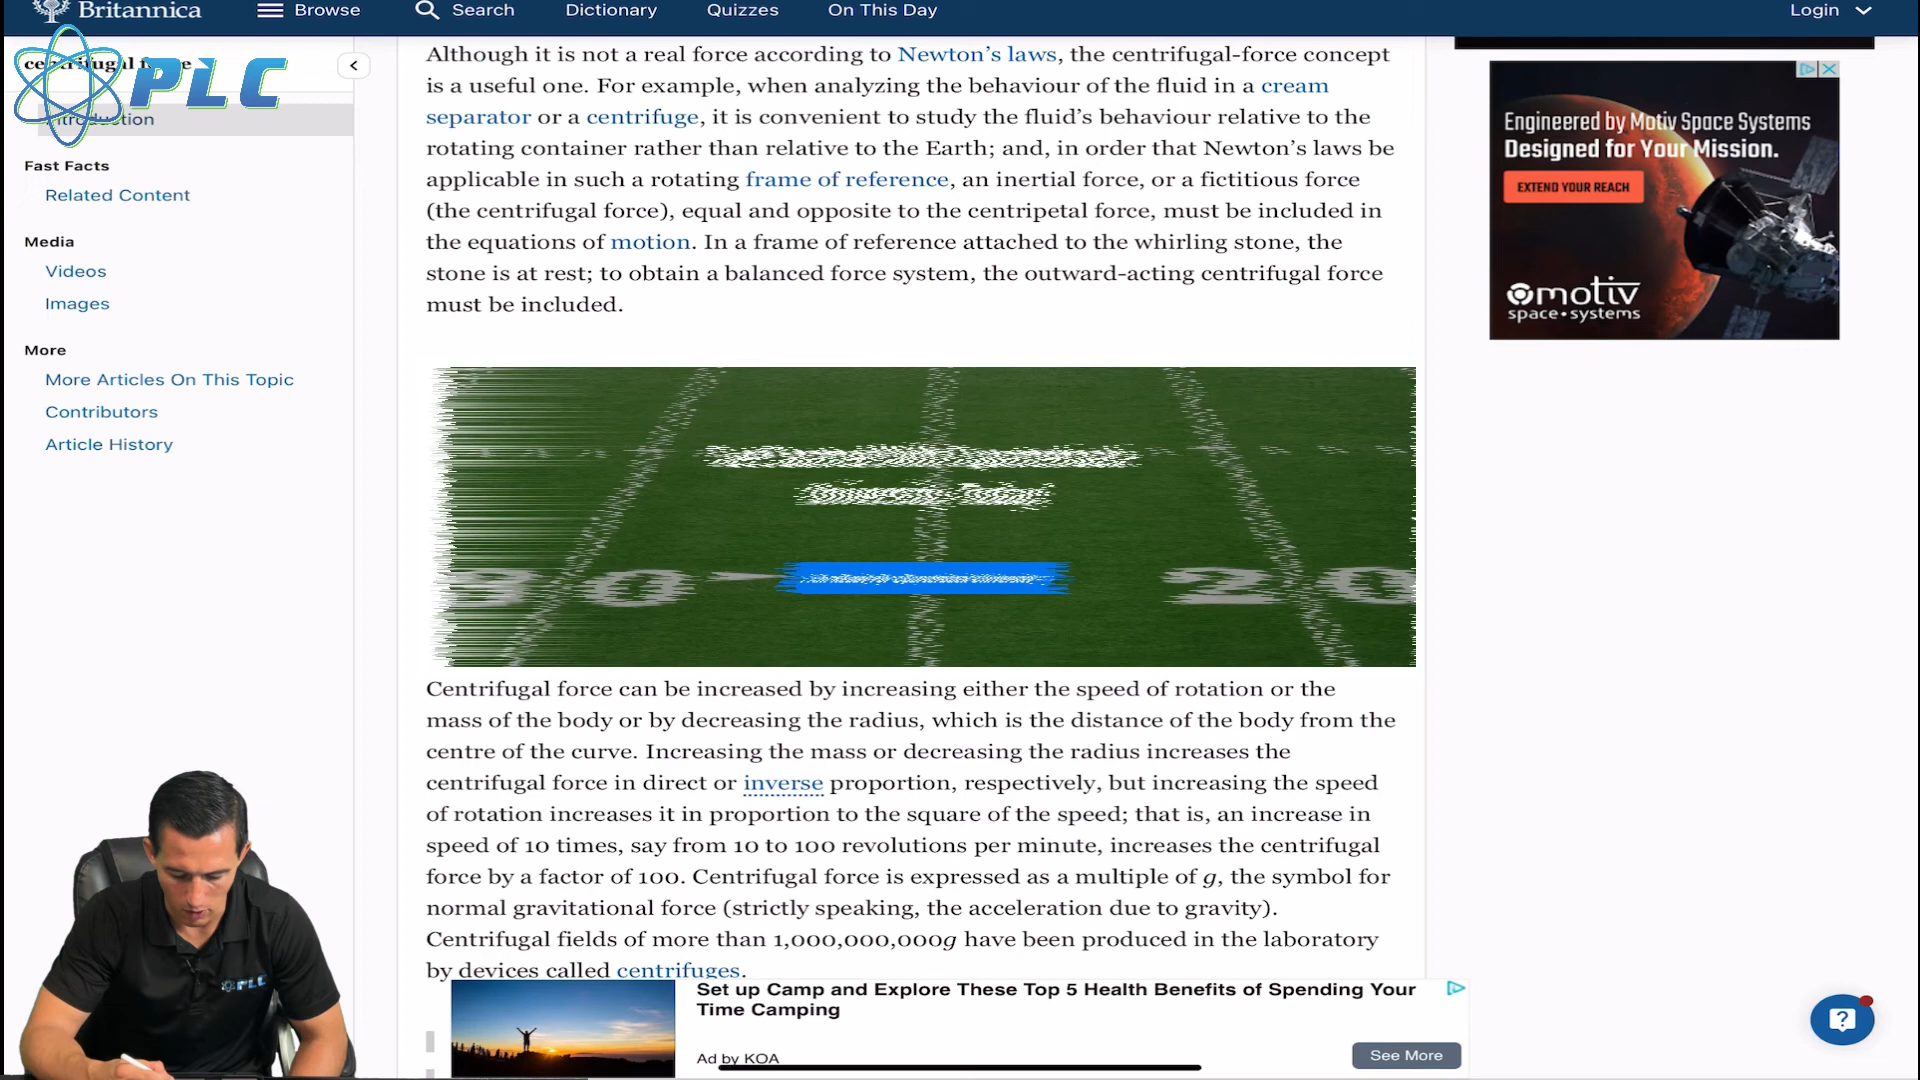 Britannica
Browse
Search
Dictionary
Quizzes
On This Day
Login
centrifugal force
PLC
Introduction
Fast Facts
Related Content
Media
Videos
Images
More
More Articles On This Topic
Contributors
Article History
Although it is not a real force according to Newton's laws, the centrifugal-force concept
is a useful one. For example, when analyzing the behaviour of the fluid in a cream
separator or a centrifuge, it is convenient to study the fluid's behaviour relative to the
rotating container rather than relative to the Earth; and, in order that Newton's laws be
applicable in such a rotating frame of reference, an inertial force, or a fictitious force
(the centrifugal force), equal and opposite to the centripetal force, must be included in
the equations of motion. In a frame of reference attached to the whirling stone, the
stone is at rest; to obtain a balanced force system, the outward-acting centrifugal force
must be included.
30 20
Centrifugal force can be increased by increasing either the speed of rotation or the
mass of the body or by decreasing the radius, which is the distance of the body from the
centre of the curve. Increasing the mass or decreasing the radius increases the
centrifugal force in direct or inverse proportion, respectively, but increasing the speed
of rotation increases it in proportion to the square of the speed; that is, an increase in
speed of 10 times, say from 10 to 100 revolutions per minute, increases the centrifugal
force by a factor of 100. Centrifugal force is expressed as a multiple of g, the symbol for
normal gravitational force (strictly speaking, the acceleration due to gravity).
Centrifugal fields of more than 1,000,000,000g have been produced in the laboratory
by devices called centrifuges.
Engineered by Motiv Space Systems
Designed for Your Mission.
EXTEND YOUR REACH
motiv
space•systems
Set up Camp and Explore These Top 5 Health Benefits of Spending Your
Time Camping
Ad by KOA
See More
?
PLC